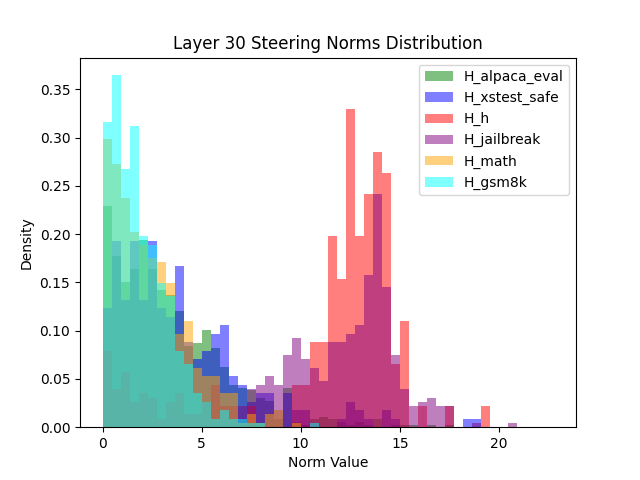 Layer 30 Steering Norms Distribution
H_alpaca_eval
H_xstest_safe
H_h
H_jailbreak
H_math
H_gsm8k
0.35
0.30
0.25
0.20
0.15
0.10
0.05
0.00
Density
0 5 10 15 20
Norm Value